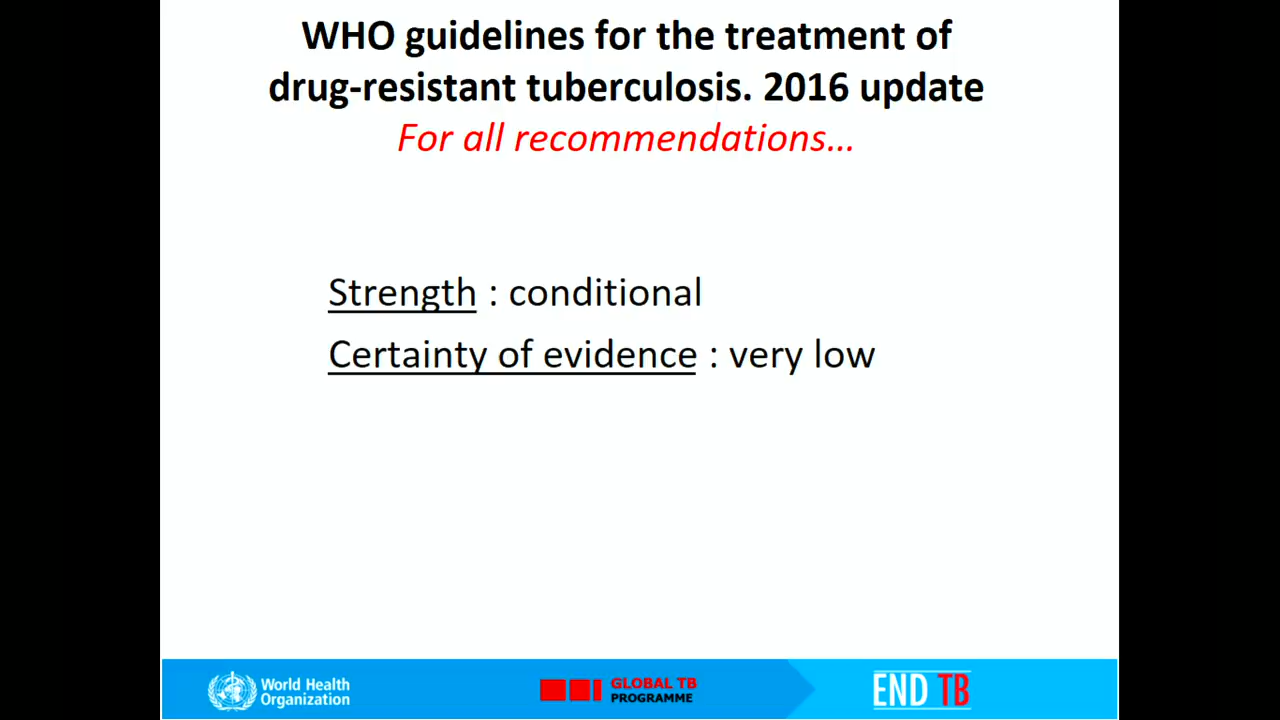 WHO guidelines for the treatment of
drug-resistant tuberculosis. 2016 update
For all recommendations...
Strength : conditional
Certainty of evidence : very low
World Health
Organization
GLOBAL TB
PROGRAMME
END TB